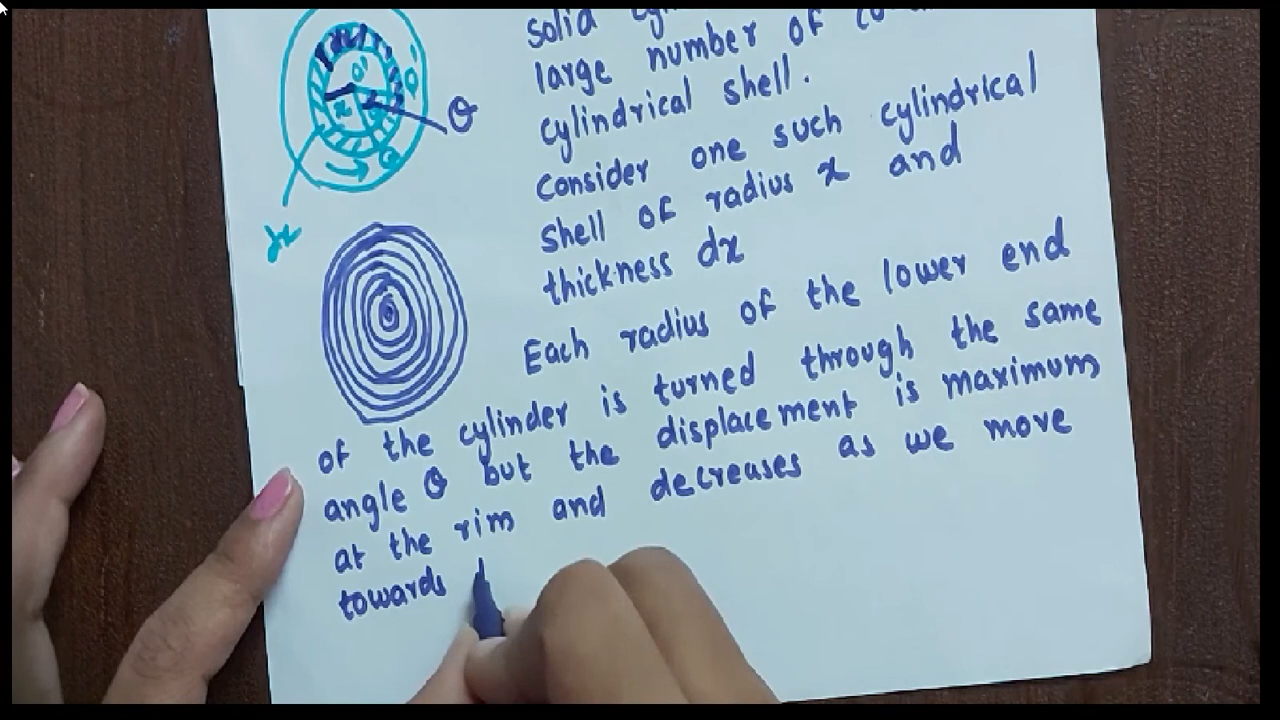 solid
large number of
cylindrical shell.
Consider one such cylindrical
shell of radius x and
thickness dx
Each radius of the lower end
of the cylinder is turned through the same
angle θ but the displacement is maximum
at the rim and decreases as we move
towards
θ
x
dx